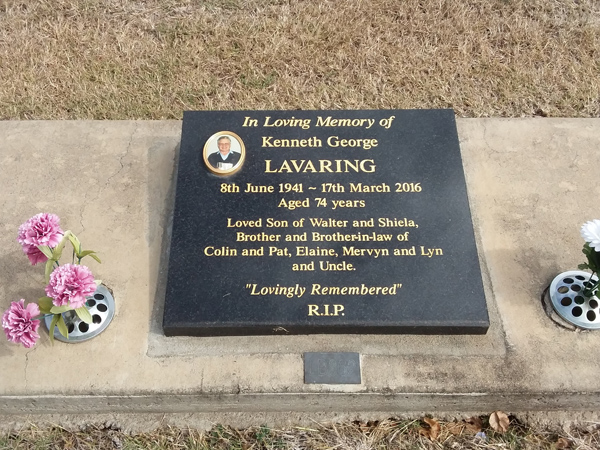 In Loving Memory of
Kenneth George
LAVARING
8th June 1941 ~ 17th March 2016
Aged 74 years
Loved Son of Walter and Shiela,
Brother and Brother-in-law of
Colin and Pat, Elaine, Mervyn and Lyn
and Uncle.
"Lovingly Remembered"
R.I.P.